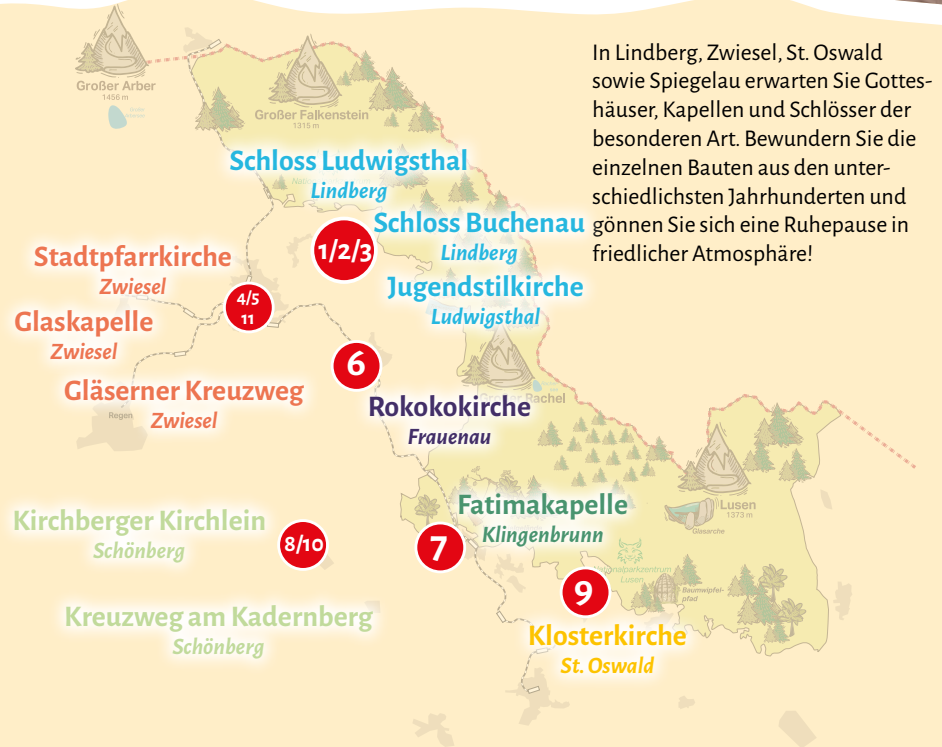 In Lindberg, Zwiesel, St. Oswald
sowie Spiegelau erwarten Sie Gottes-
häuser, Kapellen und Schlösser der
besonderen Art. Bewundern Sie die
einzelnen Bauten aus den unter-
schiedlichsten Jahrhunderten und
gönnen Sie sich eine Ruhepause in
friedlicher Atmosphäre!
Großer Arber
1456 m
Großer Falkenstein
1315 m
Schloss Ludwigsthal
Lindberg
1/2/3
Schloss Buchenau
Lindberg
Jugendstilkirche
Ludwigsthal
Stadtpfarrkirche
Zwiesel
4/5
11
Glaskapelle
Zwiesel
Gläserner Kreuzweg
Zwiesel
Regen
6
Rachel
Rokokokirche
Frauenau
Fatimakapelle
Klingenbrunn
7
Lusen
1373 m
Glasarche
Kirchberger Kirchlein
Schönberg
8/10
Nationalparkzentrum
Lusen
Baumwipfel-
pfad
9
Kreuzweg am Kadernberg
Schönberg
Klosterkirche
St. Oswald